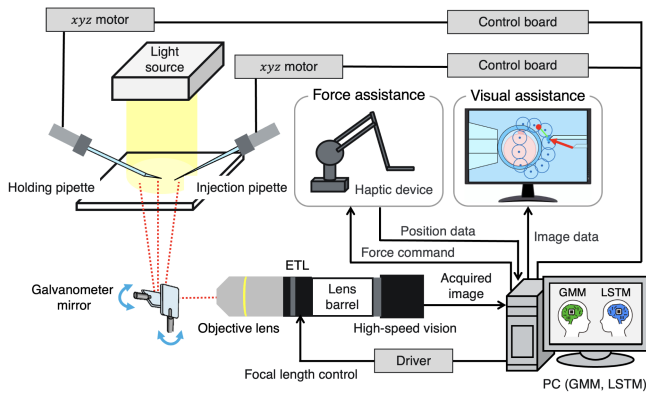 xyz motor
Control board
Light
source
xyz motor
Control board
Force assistance
Visual assistance
Haptic device
Holding pipette
Injection pipette
Position data
Force command
Image data
Galvanometer
mirror
ETL
Lens
barrel
Acquired
image
Objective lens
High-speed vision
GMM
LSTM
Focal length control
Driver
PC (GMM, LSTM)